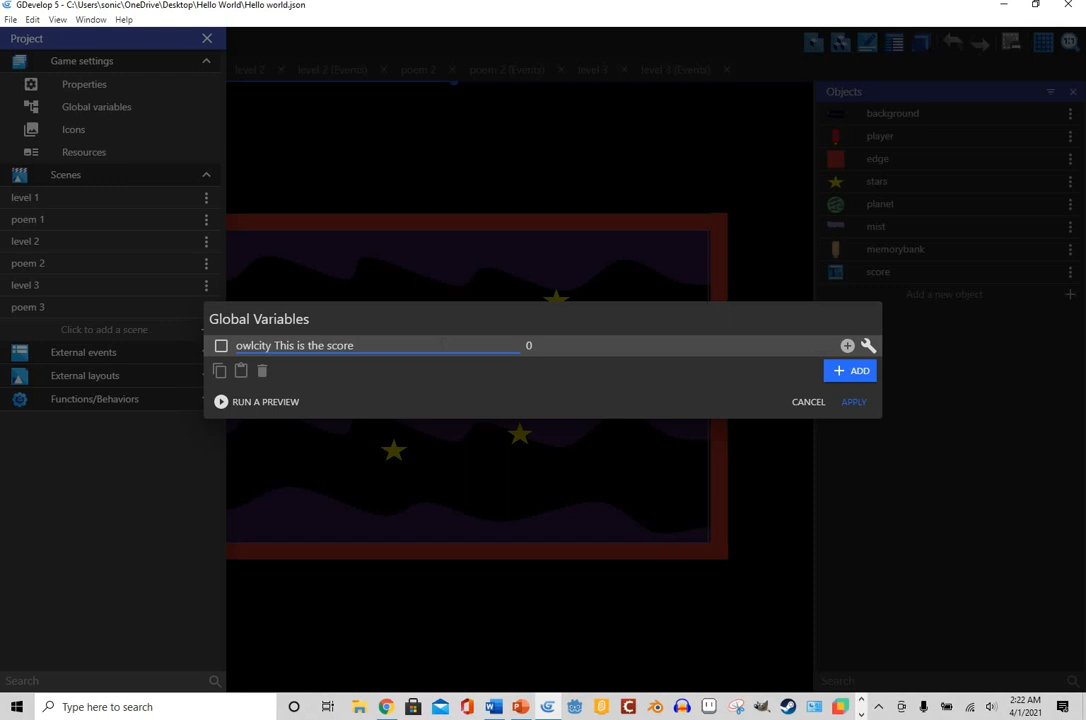 GDevelop 5 - C:\Users\sonic\OneDrive\Desktop\Hello World\Hello world.json
File Edit View Window Help
Project
Game settings
Properties
Global variables
Icons
Resources
Scenes
level 1
poem 1
level 2
poem 2
level 3
poem 3
Click to add a scene
External events
External layouts
Functions/Behaviors
Search
level 2 level 2 (Events) poem 2 poem 2 (Events) level 3 level 3 (Events)
1:1
Objects
background
player
edge
stars
planet
mist
memorybank
score
Add a new object
Search
Global Variables
owlcity This is the score 0
ADD
RUN A PREVIEW
CANCEL APPLY
Type here to search
2:22 AM
4/1/2021